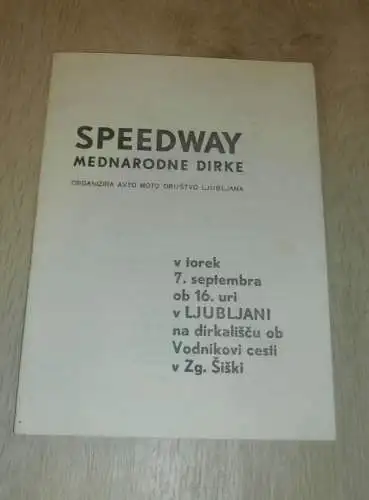 SPEEDWAY
MEDNARODNE DIRKE
ORGANIZIRA AVTO MOTO DRUŠTVO LJUBLJANA
v torek
7. septembra
ob 16. uri
v LJUBLJANI
na dirkališču ob
Vodnikovi cesti
v Zg. Šiški